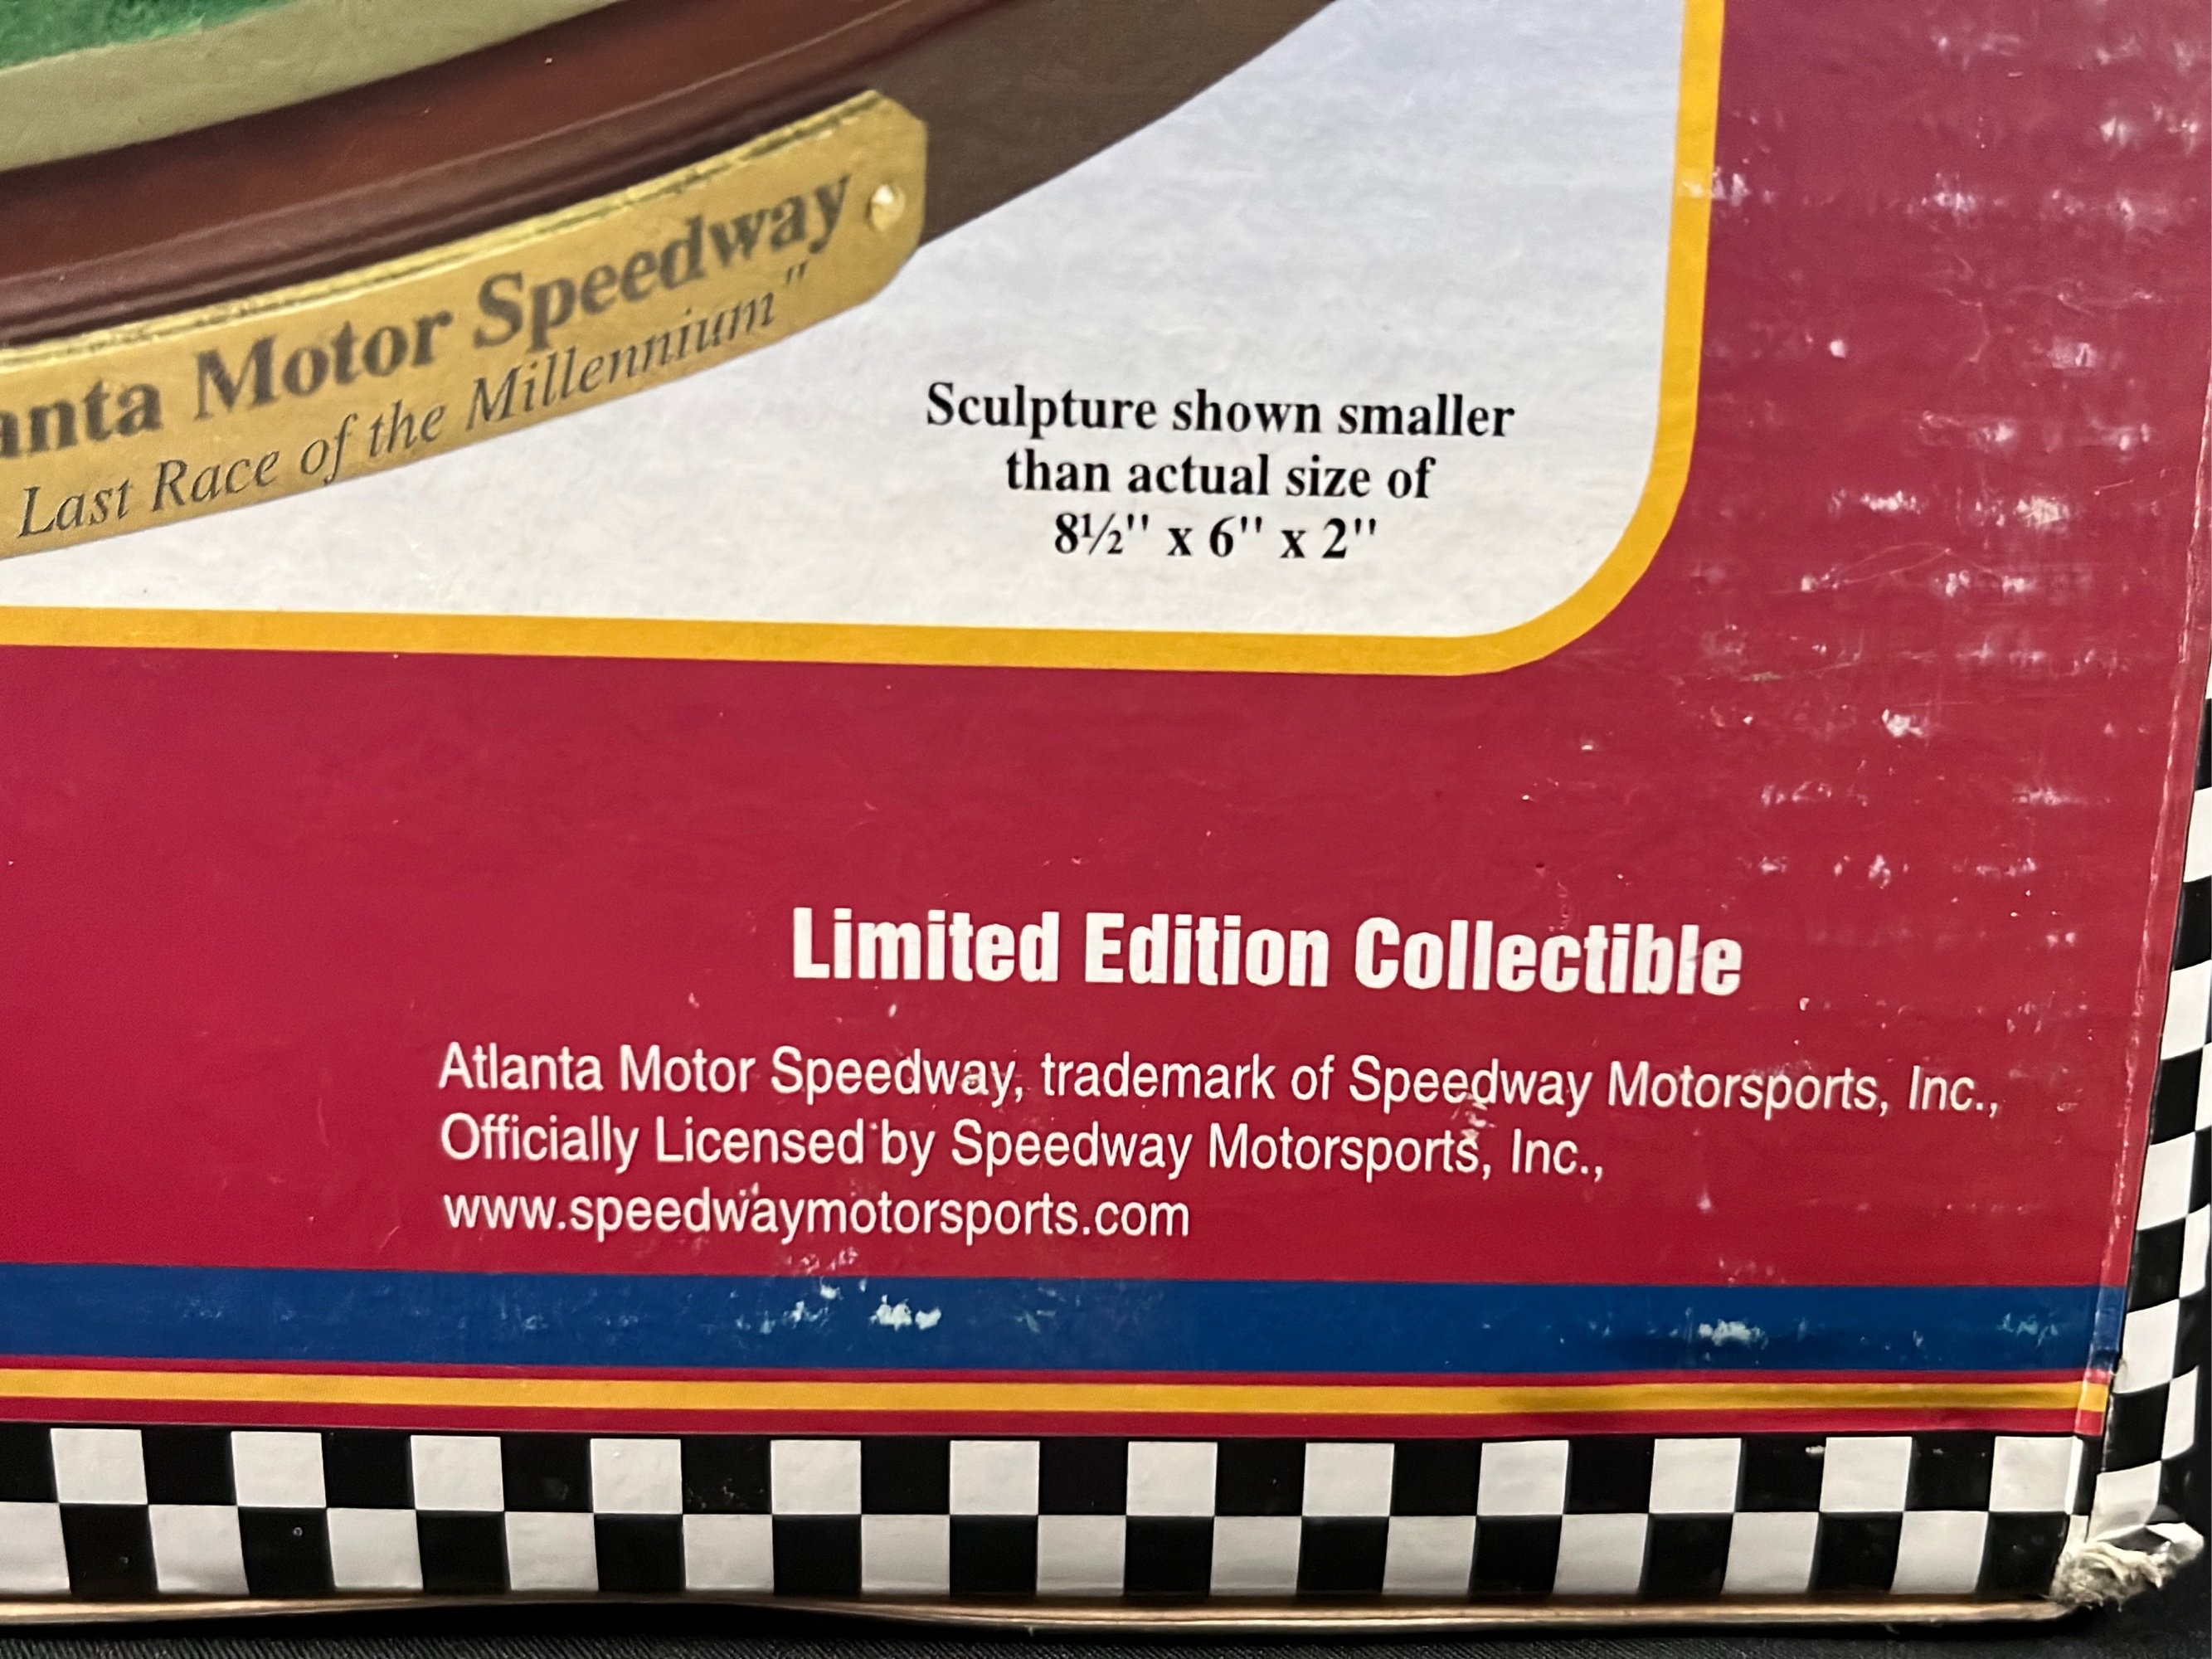 Motor Speedway
Last Race of the Millennium"
Sculpture shown smaller
than actual size of
8½" x 6" x 2"
Limited Edition Collectible
Atlanta Motor Speedway, trademark of Speedway Motorsports, Inc.,
Officially Licensed by Speedway Motorsports, Inc.,
www.speedwaymotorsports.com